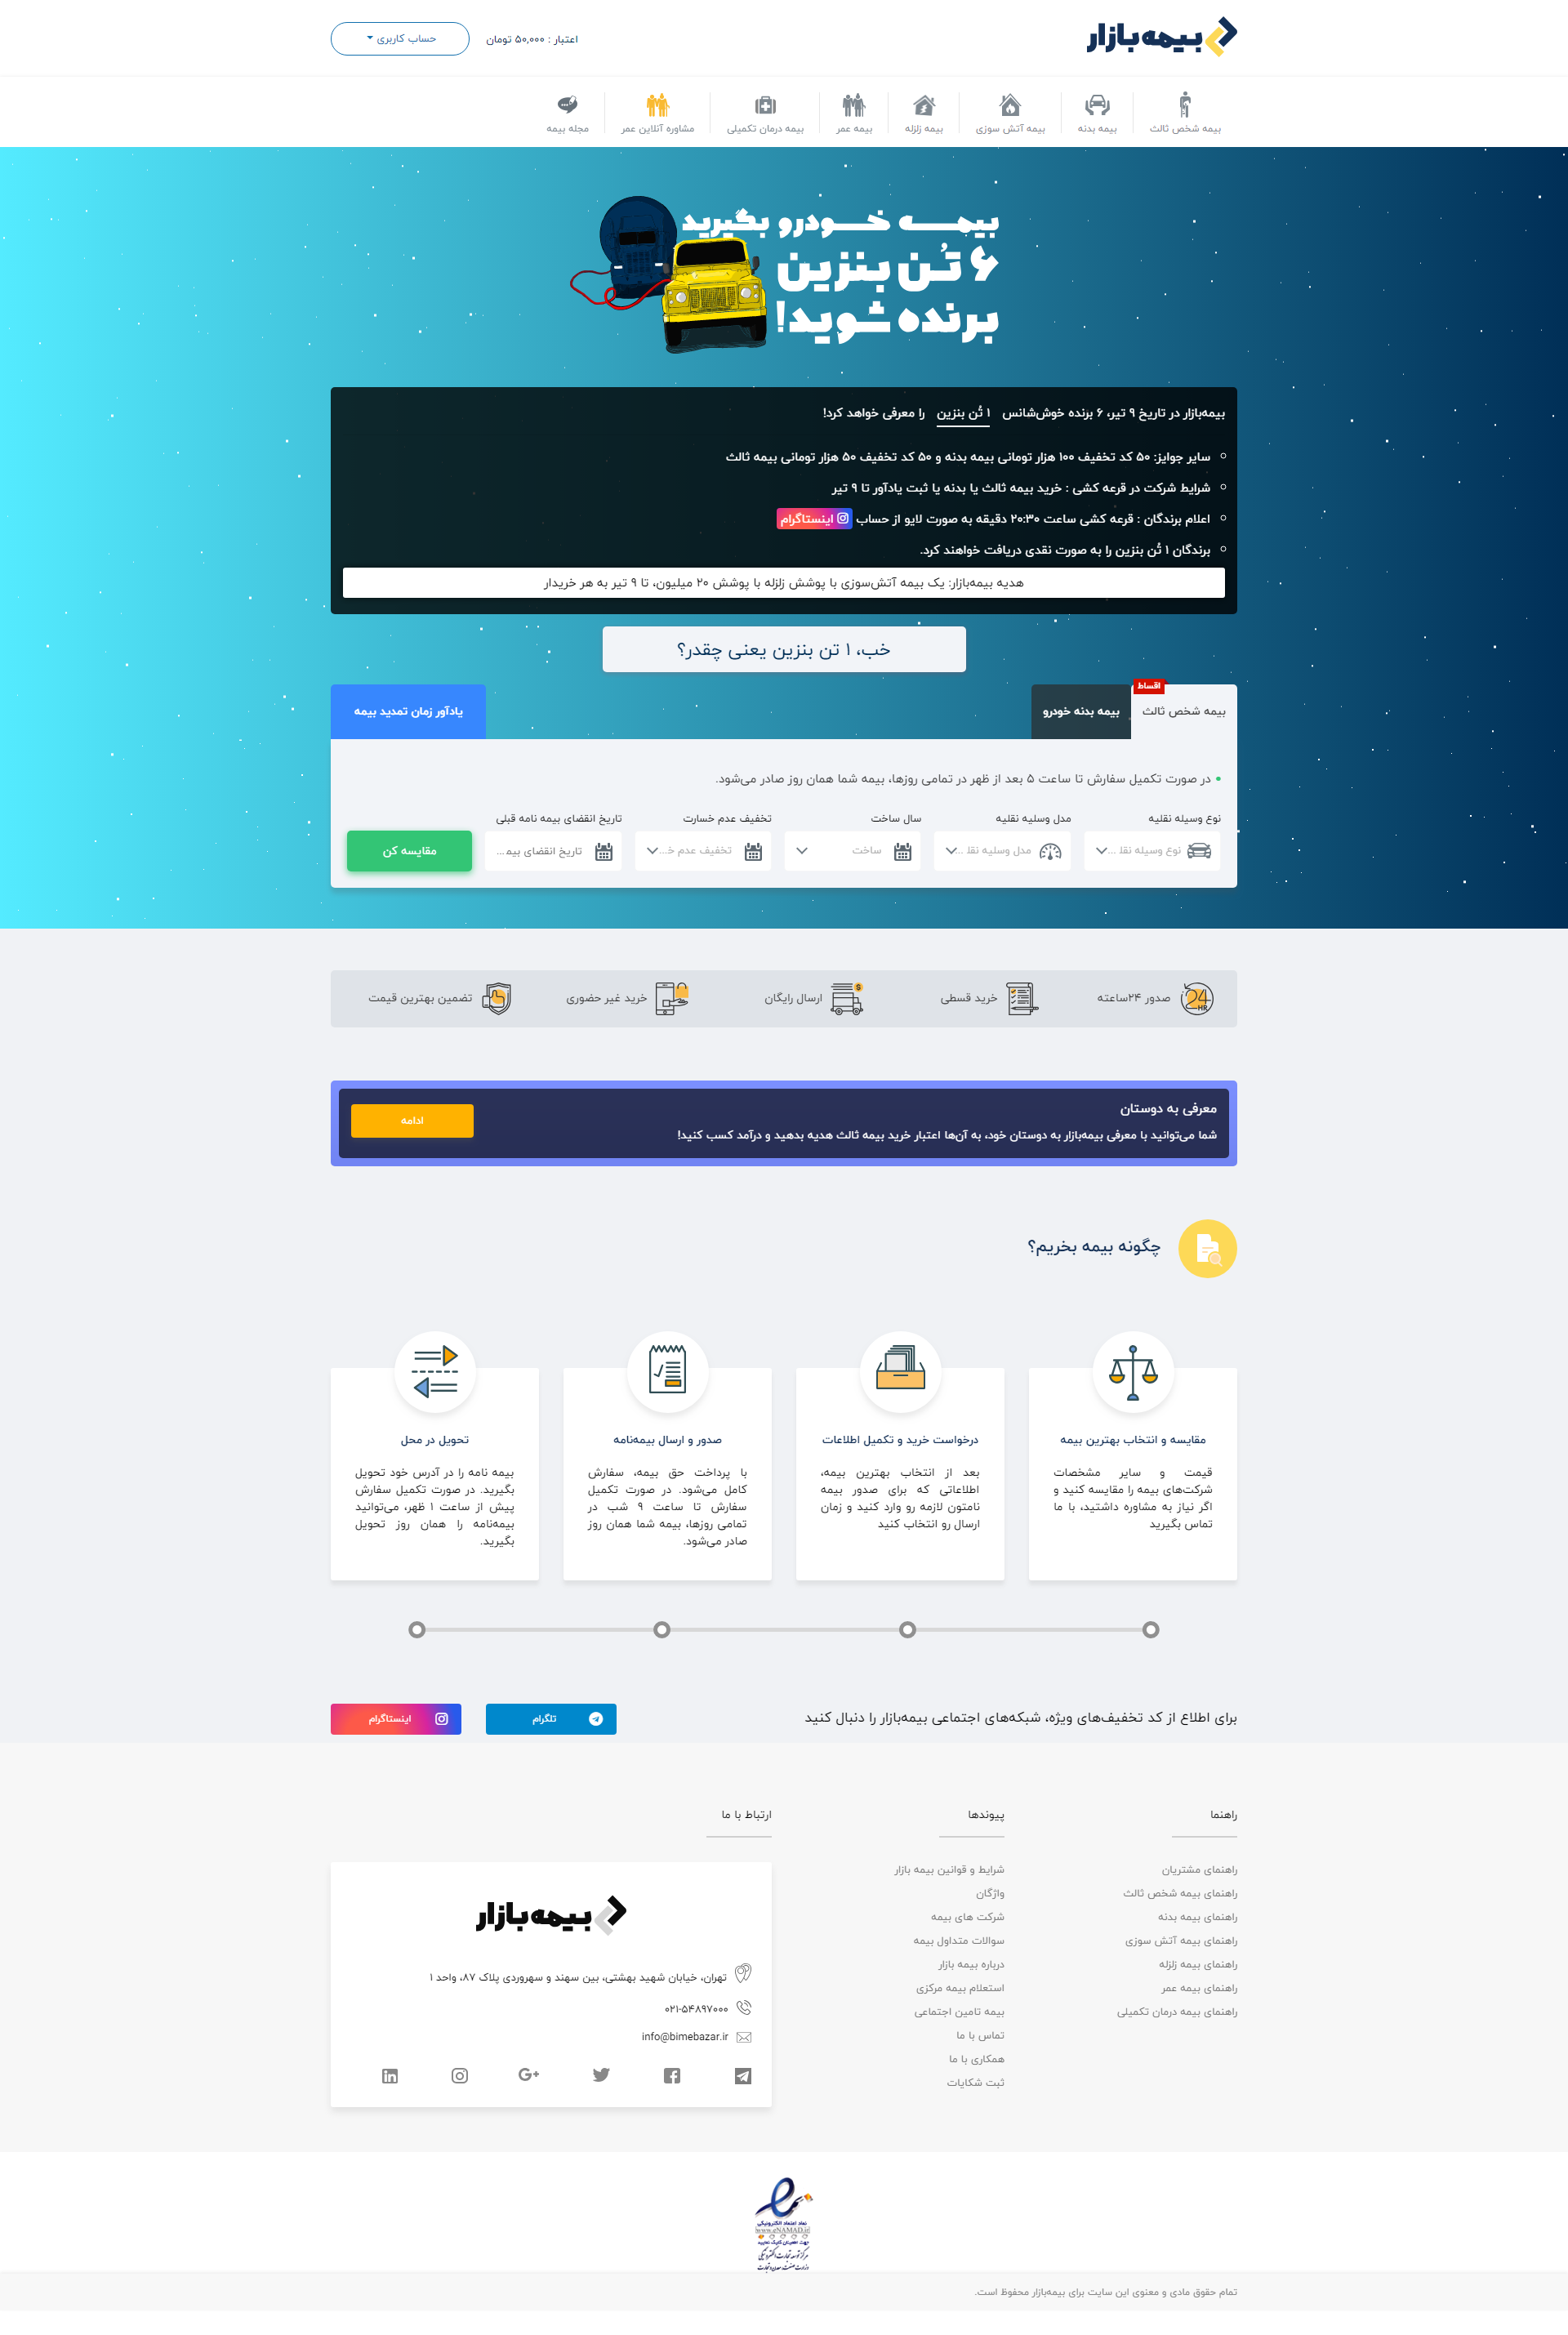 بیمه‌بازار
اعتبار : ۵۰,۰۰۰ تومان
حساب کاربری
بیمه شخص ثالث
بیمه بدنه
بیمه آتش سوزی
بیمه زلزله
بیمه عمر
بیمه درمان تکمیلی
مشاوره آنلاین عمر
مجله بیمه
بیمـــه خـــودرو بگیرید
۶ تُن بنزین
برنده شوید!
بیمه‌بازار در تاریخ ۹ تیر، ۶ برنده خوش‌شانس ۱ تُن بنزین را معرفی خواهد کرد!
سایر جوایز: ۵۰ کد تخفیف ۱۰۰ هزار تومانی بیمه بدنه و ۵۰ کد تخفیف ۵۰ هزار تومانی بیمه ثالث
شرایط شرکت در قرعه کشی : خرید بیمه ثالث یا بدنه یا ثبت یادآور تا ۹ تیر
اعلام برندگان : قرعه کشی ساعت ۲۰:۳۰ دقیقه به صورت لایو از حساب اینستاگرام
برندگان ۱ تُن بنزین را به صورت نقدی دریافت خواهند کرد.
هدیه بیمه‌بازار: یک بیمه آتش‌سوزی با پوشش زلزله با پوشش ۲۰ میلیون، تا ۹ تیر به هر خریدار
خب، ۱ تن بنزین یعنی چقدر؟
اقساط
بیمه شخص ثالث
بیمه بدنه خودرو
یادآور زمان تمدید بیمه
در صورت تکمیل سفارش تا ساعت ۵ بعد از ظهر در تمامی روزها، بیمه شما همان روز صادر می‌شود.
نوع وسیله نقلیه
مدل وسلیه نقلیه
سال ساخت
تخفیف عدم خسارت
تاریخ انقضای بیمه نامه قبلی
نوع وسیله نقا ...
مدل وسلیه نقا ...
ساخت
تخفیف عدم خ...
تاریخ انقضای بیمـ...
مقایسه کن
صدور ۲۴ساعته
خرید قسطی
ارسال رایگان
خرید غیر حضوری
تضمین بهترین قیمت
24
HR
معرفی به دوستان
شما می‌توانید با معرفی بیمه‌بازار به دوستان خود، به آن‌ها اعتبار خرید بیمه ثالث هدیه بدهید و درآمد کسب کنید!
ادامه
چگونه بیمه بخریم؟
مقایسه و انتخاب بهترین بیمه
قیمت و سایر مشخصات
شرکت‌های بیمه را مقایسه کنید و
اگر نیاز به مشاوره داشتید، با ما
تماس بگیرید
درخواست خرید و تکمیل اطلاعات
بعد از انتخاب بهترین بیمه،
اطلاعاتی که برای صدور بیمه
نامتون لازمه رو وارد کنید و زمان
ارسال رو انتخاب کنید
صدور و ارسال بیمه‌نامه
با پرداخت حق بیمه، سفارش
کامل می‌شود. در صورت تکمیل
سفارش تا ساعت ۹ شب در
تمامی روزها، بیمه شما همان روز
صادر می‌شود.
تحویل در محل
بیمه نامه را در آدرس خود تحویل
بگیرید. در صورت تکمیل سفارش
پیش از ساعت ۱ ظهر، می‌توانید
بیمه‌نامه را همان روز تحویل
بگیرید.
برای اطلاع از کد تخفیف‌های ویژه، شبکه‌های اجتماعی بیمه‌بازار را دنبال کنید
تلگرام
اینستاگرام
راهنما
راهنمای مشتریان
راهنمای بیمه شخص ثالث
راهنمای بیمه بدنه
راهنمای بیمه آتش سوزی
راهنمای بیمه زلزله
راهنمای بیمه عمر
راهنمای بیمه درمان تکمیلی
پیوندها
شرایط و قوانین بیمه بازار
واژگان
شرکت های بیمه
سوالات متداول بیمه
درباره بیمه بازار
استعلام بیمه مرکزی
بیمه تامین اجتماعی
تماس با ما
همکاری با ما
ثبت شکایات
ارتباط با ما
بیمه‌بازار
تهران، خیابان شهید بهشتی، بین سهند و سهروردی پلاک ۸۷، واحد ۱
۰۲۱-۵۴۸۹۷۰۰۰
info@bimebazar.ir
نماد اعتماد الکترونیکی
www.eNAMAD.ir
جهت اطمینان کلیک نمایید
مرکز توسعه تجارت الکترونیکی
وزارت صنعت معدن و تجارت
تمام حقوق مادی و معنوی این سایت برای بیمه‌بازار محفوظ است.